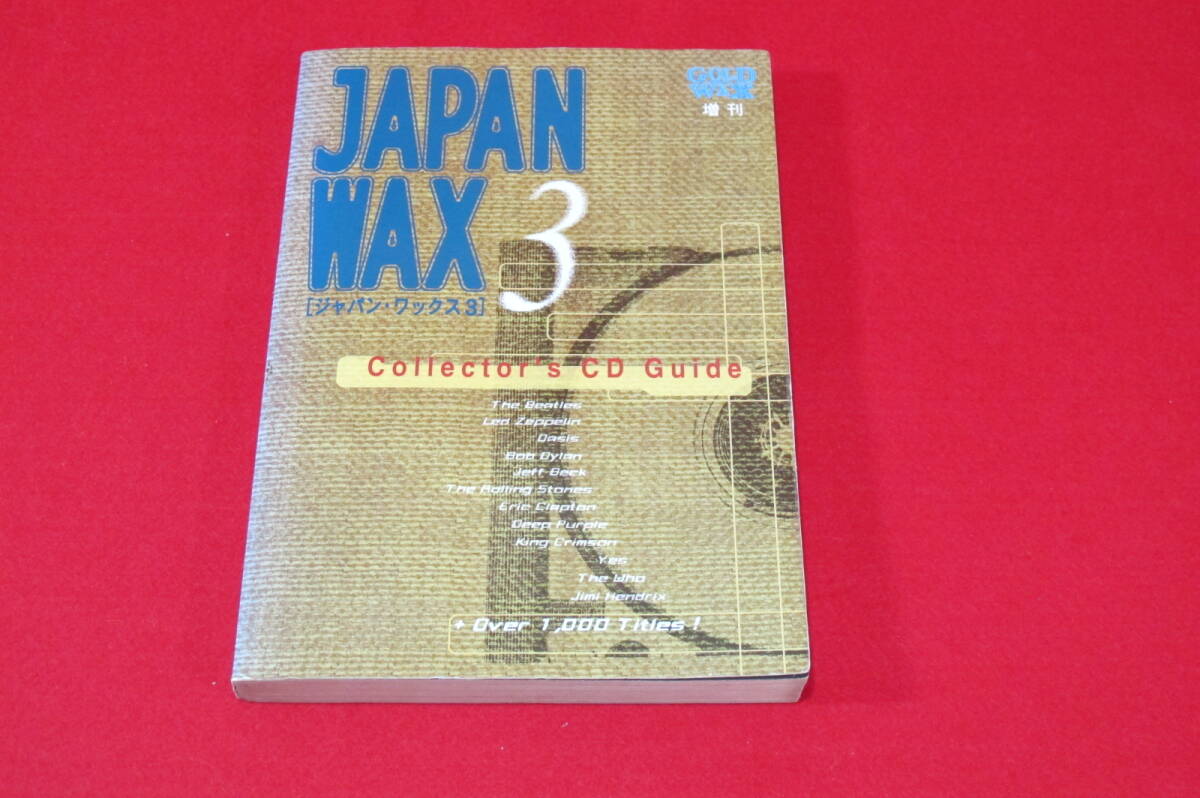 JAPAN
WAX 3
[ジャパン・ワックス3]
GOLD
WAX
増刊
Collector's CD Guide
The Beatles
Led Zeppelin
Oasis
Bob Dylan
Jeff Beck
The Rolling Stones
Eric Clapton
Deep Purple
King Crimson
Yes
The Who
Jimi Hendrix
+ Over 1,000 Titles !